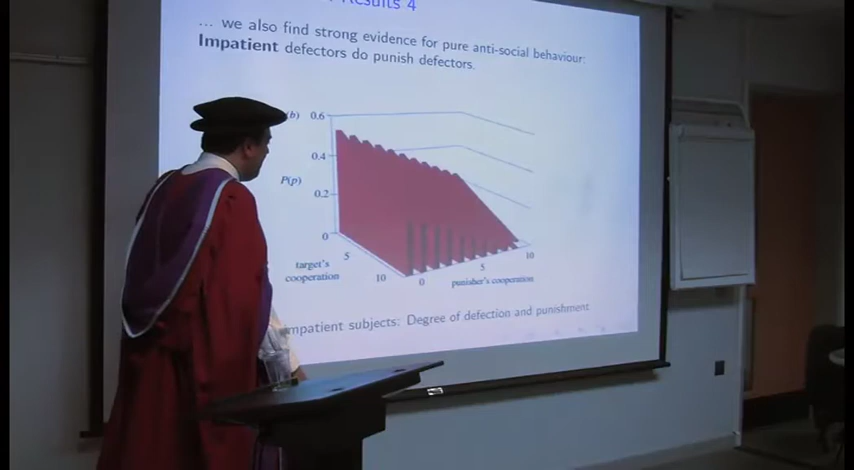 Results 4
... we also find strong evidence for pure anti-social behaviour:
Impatient defectors do punish defectors.
(b)
0.6
0.4
P(p)
0.2
0
5
10
target's
cooperation
0
5
10
punisher's cooperation
Impatient subjects: Degree of defection and punishment